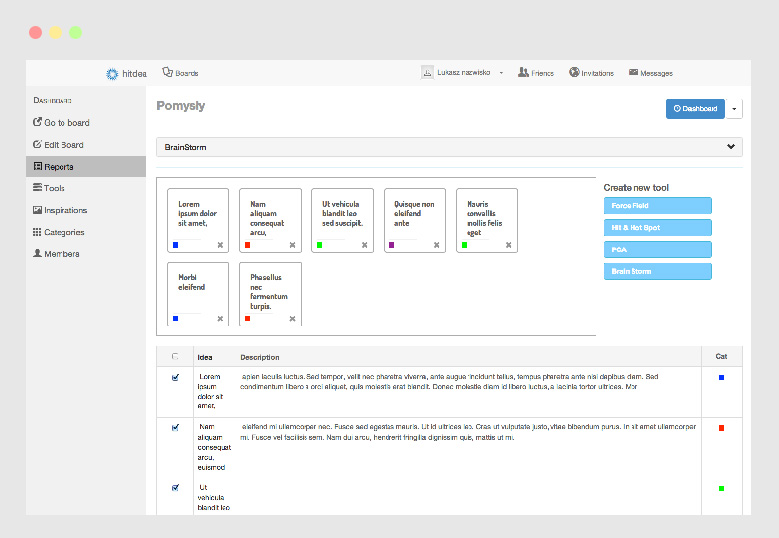 hitdea
Boards
Lukasz nazwisko
Friends
Invitations
Messages
DASHBOARD
Go to board
Edit Board
Reports
Tools
Inspirations
Categories
Members
Pomysły
Dashboard
BrainStorm
Lorem
ipsum dolor
sit amet,
Nam
aliquam
consequat
arcu,
Ut vehicula
blandit leo
sed suscipit,
Quisque non
eleifend
ante
Mauris
convallis
mollis felis
eget
Morbi
eleifend
Phasellus
nec
fermentum
turpis.
Create new tool
Force Field
Hit & Hot Spot
PCA
Brain Storm
Idea
Description
Cat
Lorem
ipsum
dolor sit
amet,
apien iaculis luctus. Sed tempor, velit nec pharetra viverra, ante augue tincidunt tellus, tempus pharetra ante nisi dapibus diam. Sed
condimentum libero a orci aliquet, quis molestia erat blandit. Donec molestie diam id libero luctus, a lacinia tortor ultrices. Mor
Nam
aliquam
consequat
arcu,
euismod
eleifend mi ullamcorper nec. Fusce sed egestas mauris. Ut id ultrices leo. Cras ut vulputate justo, vitae bibendum purus. In sit amet ullamcorper
mi. Fusce vel facilisis sem. Nam dui arcu, hendrerit fringilla dignissim quis, mattis ut mi.
Ut
vehicula
blandit leo